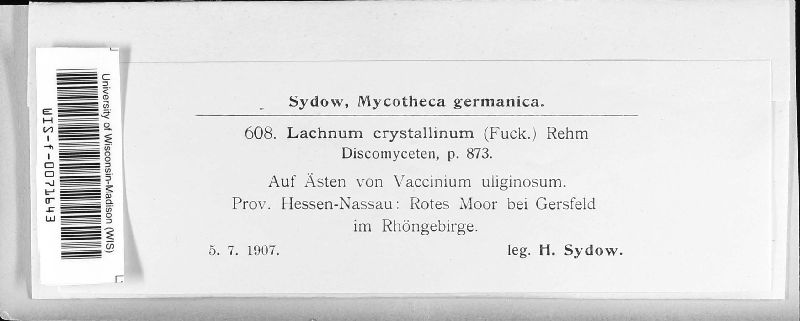 Sydow, Mycotheca germanica.
608. Lachnum crystallinum (Fuck.) Rehm
Discomyceten, p. 873.
Auf Ästen von Vaccinium uliginosum.
Prov. Hessen-Nassau: Rotes Moor bei Gersfeld
im Rhöngebirge.
5. 7. 1907. leg. H. Sydow.
University of Wisconsin-Madison (WIS)
WIS-f-0071643